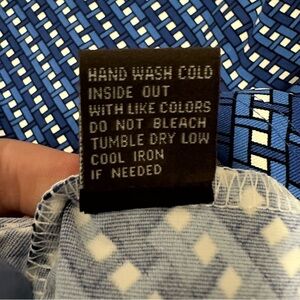 HAND WASH COLD
INSIDE OUT
WITH LIKE COLORS
DO NOT BLEACH
TUMBLE DRY LOW
COOL IRON
IF NEEDED